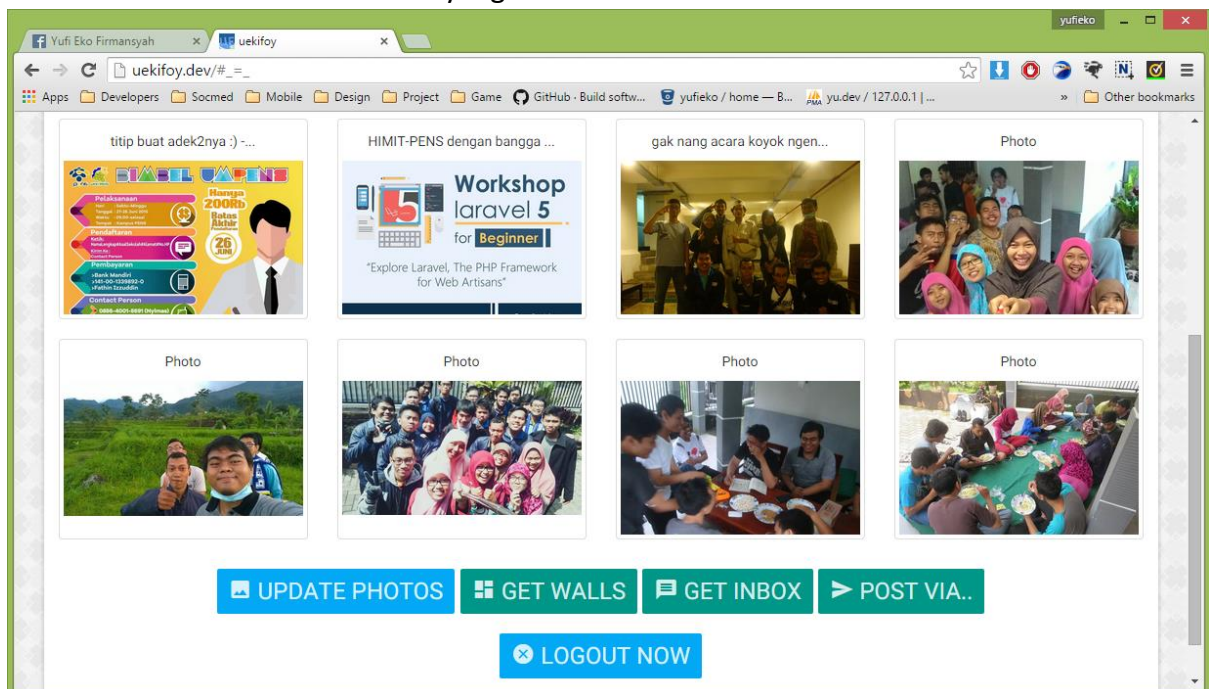 yufieko
Yufi Eko Firmansyah
uekifoy
uekifoy.dev/#_=_
Apps Developers Socmed Mobile Design Project Game GitHub · Build softw... yufieko / home — B... yu.dev / 127.0.0.1 | ... » Other bookmarks
titip buat adek2nya :) -...
HIMIT-PENS dengan bangga ...
gak nang acara koyok ngen...
Photo
BIMBEL UMPENS
Pelaksanaan
Hanya
200Rb
Batas
Akhir
26
JUNI
Pendaftaran
Pembayaran
Contact Person
Workshop
laravel 5
for Beginner
"Explore Laravel, The PHP Framework
for Web Artisans"
Photo
Photo
Photo
Photo
UPDATE PHOTOS
GET WALLS
GET INBOX
POST VIA..
LOGOUT NOW